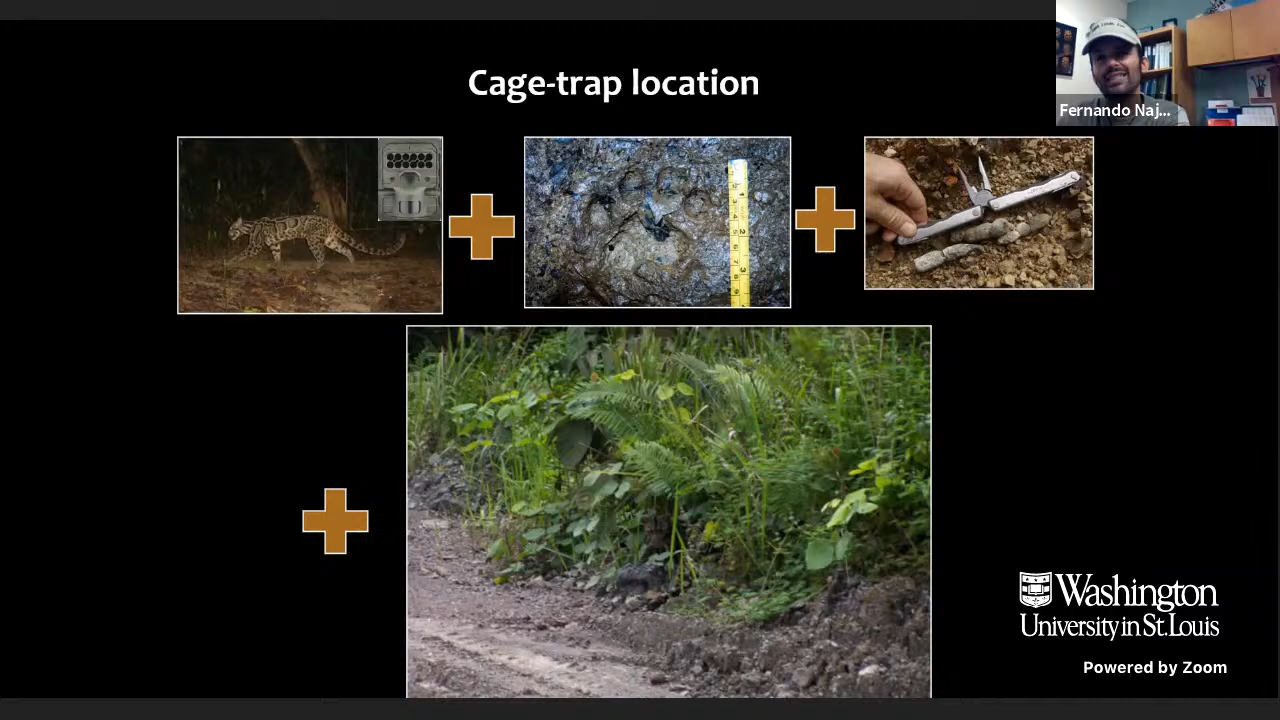 Cage-trap location
Fernando Naj...
Washington
University in St.Louis
Powered by Zoom